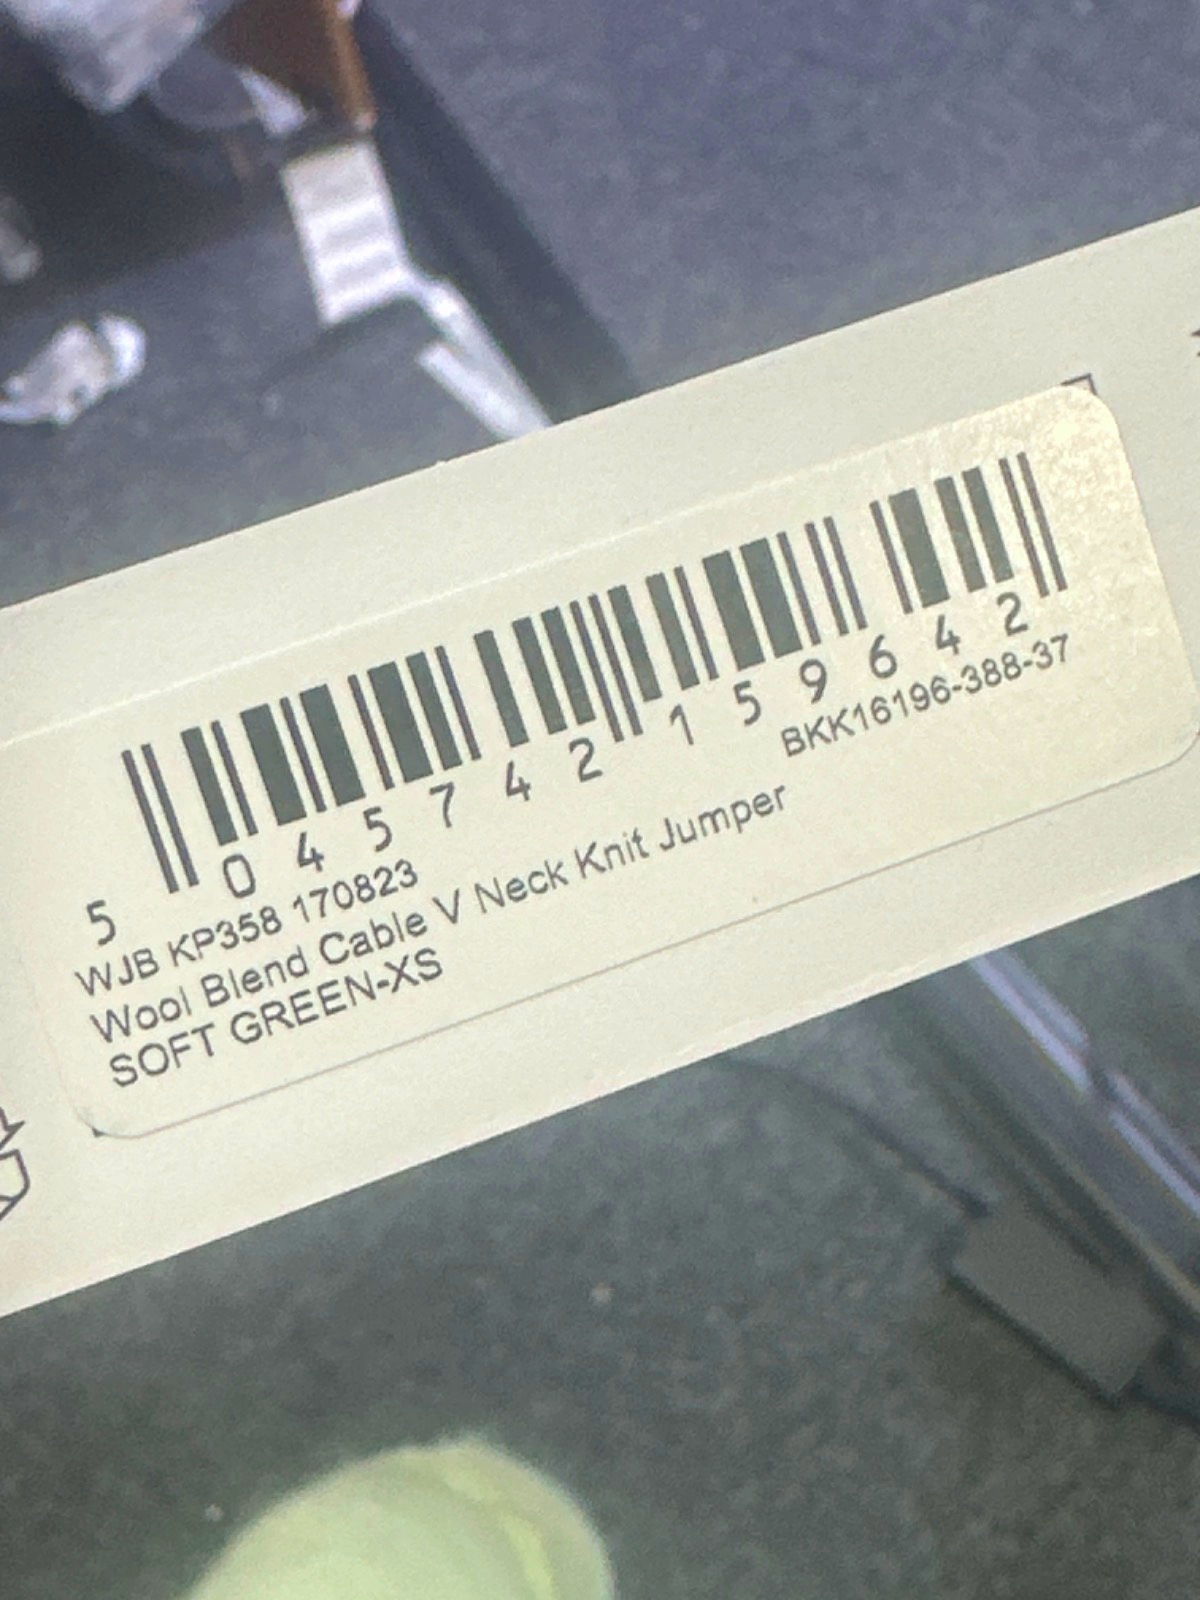 5 045742 159642
BKK16196-388-37
WJB KP358 170823
Wool Blend Cable V Neck Knit Jumper
SOFT GREEN-XS